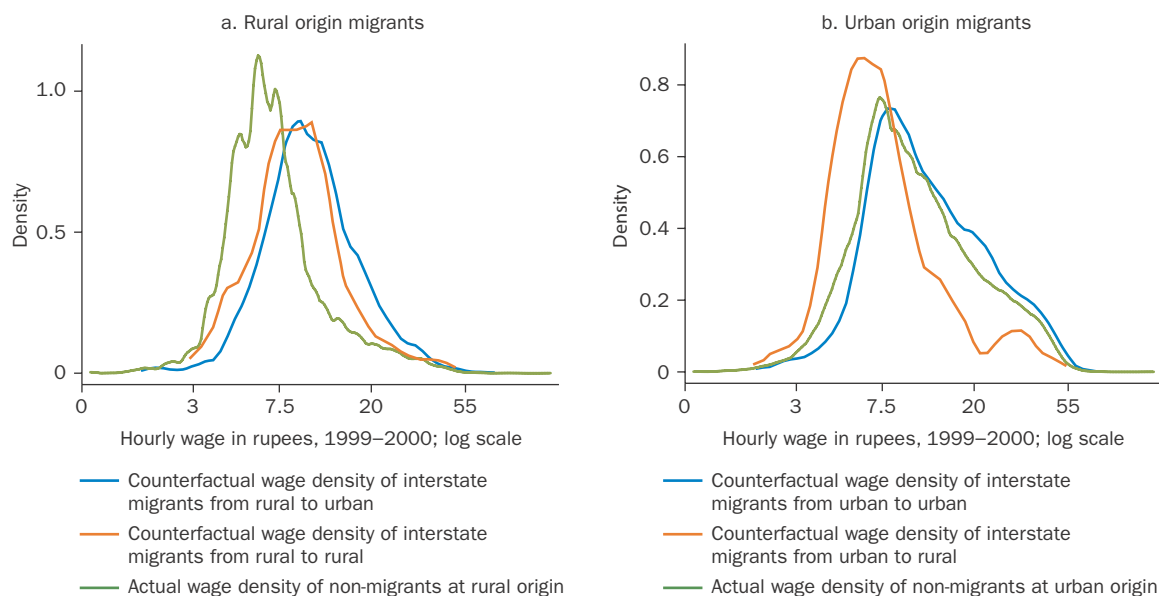 a. Rural origin migrants
1.0
0.5
0
Density
0 3 7.5 20 55
Hourly wage in rupees, 1999–2000; log scale
Counterfactual wage density of interstate
migrants from rural to urban
Counterfactual wage density of interstate
migrants from rural to rural
Actual wage density of non-migrants at rural origin
b. Urban origin migrants
0.8
0.6
0.4
0.2
0
Density
0 3 7.5 20 55
Hourly wage in rupees, 1999–2000; log scale
Counterfactual wage density of interstate
migrants from urban to urban
Counterfactual wage density of interstate
migrants from urban to rural
Actual wage density of non-migrants at urban origin